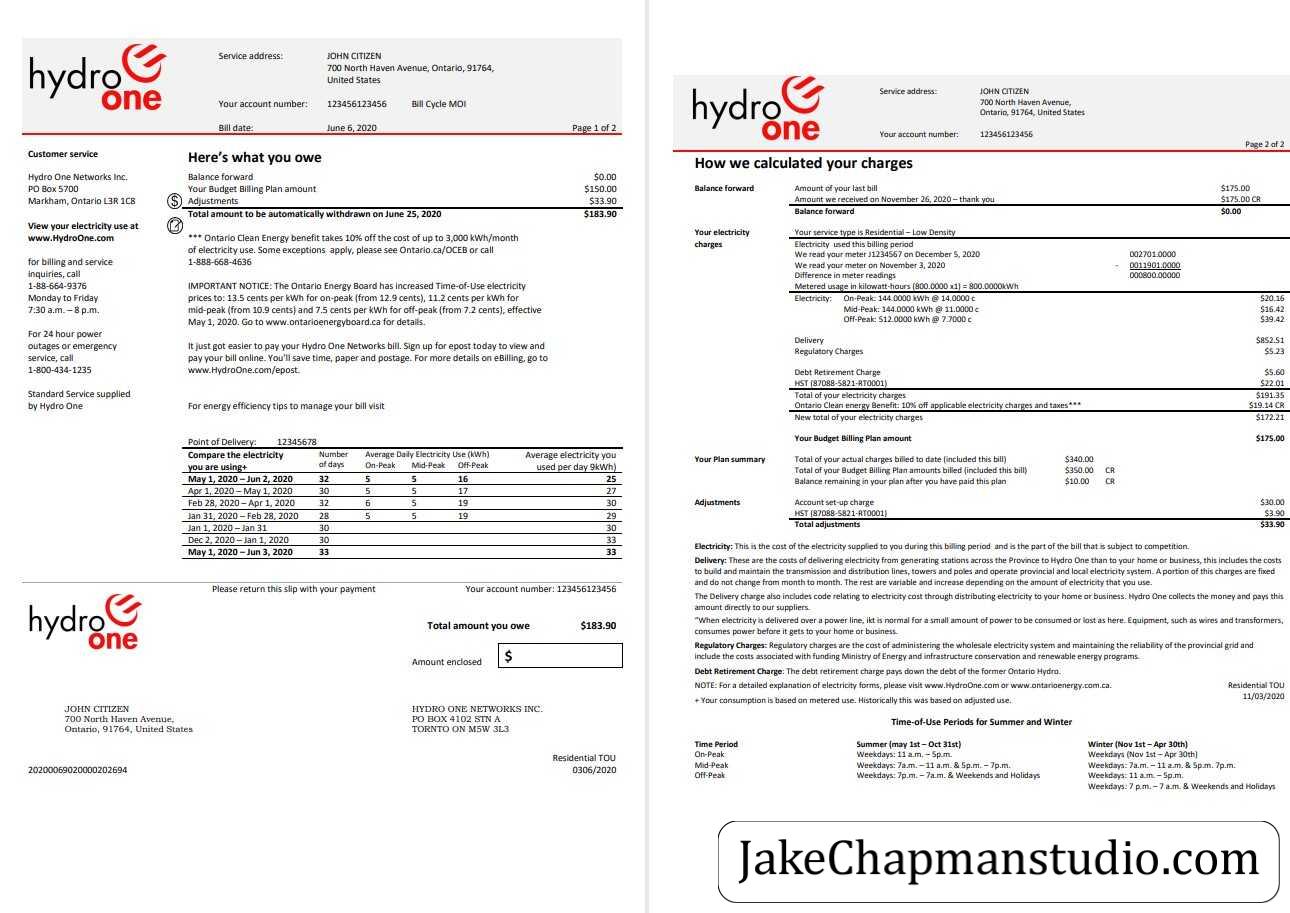 hydro
one
Service address: JOHN CITIZEN
700 North Haven Avenue, Ontario, 91764,
United States
Your account number: 123456123456 Bill Cycle MOI
Bill date: June 6, 2020 Page 1 of 2
Customer service
Hydro One Networks Inc.
PO Box 5700
Markham, Ontario L3R 1C8
View your electricity use at
www.HydroOne.com
for billing and service
inquiries, call
1-88-664-9376
Monday to Friday
7:30 a.m. – 8 p.m.
For 24 hour power
outages or emergency
service, call
1-800-434-1235
Standard Service supplied
by Hydro One
Here's what you owe
Balance forward $0.00
Your Budget Billing Plan amount $150.00
$ Adjustments $33.90
Total amount to be automatically withdrawn on June 25, 2020 $183.90
*** Ontario Clean Energy benefit takes 10% off the cost of up to 3,000 kWh/month
of electricity use. Some exceptions apply, please see Ontario.ca/OCEB or call
1-888-668-4636
IMPORTANT NOTICE: The Ontario Energy Board has increased Time-of-Use electricity
prices to: 13.5 cents per kWh for on-peak (from 12.9 cents), 11.2 cents per kWh for
mid-peak (from 10.9 cents) and 7.5 cents per kWh for off-peak (from 7.2 cents), effective
May 1, 2020. Go to www.ontarioenergyboard.ca for details.
It just got easier to pay your Hydro One Networks bill. Sign up for epost today to view and
pay your bill online. You'll save time, paper and postage. For more details on eBilling, go to
www.HydroOne.com/epost.
For energy efficiency tips to manage your bill visit
Point of Delivery: 12345678
Compare the electricity Number Average Daily Electricity Use (kWH) Average electricity you
you are using+ of days On-Peak Mid-Peak Off-Peak used per day 9kWh)
May 1, 2020 – Jun 2, 2020 32 5 5 16 25
Apr 1, 2020 – May 1, 2020 30 5 5 17 27
Feb 28, 2020 – Apr 1, 2020 32 6 5 19 30
Jan 31, 2020 – Feb 28, 2020 28 5 5 19 29
Jan 1, 2020 – Jan 31 30 30
Dec 2, 2020 – Jan 1, 2020 30 33
May 1, 2020 – Jun 3, 2020 33 33
Please return this slip with your payment Your account number: 123456123456
hydro
one
Total amount you owe $183.90
Amount enclosed $
JOHN CITIZEN
700 North Haven Avenue,
Ontario, 91764, United States
HYDRO ONE NETWORKS INC.
PO BOX 4102 STN A
TORNTO ON M5W 3L3
Residential TOU
20200069020000202694 0306/2020
hydro
one
Service address: JOHN CITIZEN
700 North Haven Avenue,
Ontario, 91764, United States
Your account number: 123456123456
Page 2 of 2
How we calculated your charges
Balance forward Amount of your last bill $175.00
Amount we received on November 26, 2020 – thank you $175.00 CR
Balance forward $0.00
Your electricity Your service type is Residential – Low Density
charges Electricity used this billing period
We read your meter J1234567 on December 5, 2020 002701.0000
We read your meter on November 3, 2020 - 0011901.0000
Difference in meter readings 000800.00000
Metered usage in kilowatt-hours (800.0000 x1) = 800.0000kWh
Electricity: On-Peak: 144.0000 kWh @ 14.0000 c $20.16
Mid-Peak: 144.0000 kWh @ 11.0000 c $16.42
Off-Peak: 512.0000 kWh @ 7.7000 c $39.42
Delivery $852.51
Regulatory Charges $5.23
Debt Retirement Charge $5.60
HST (87088-5821-RT0001) $22.01
Total of your electricity charges $191.35
Ontario Clean energy Benefit: 10% off applicable electricity charges and taxes*** $19.14 CR
New total of your electricity charges $172.21
Your Budget Billing Plan amount $175.00
Your Plan summary Total of your actual charges billed to date (included this bill) $340.00
Total of your Budget Billing Plan amounts billed (included this bill) $350.00 CR
Balance remaining in your plan after you have paid this plan $10.00 CR
Adjustments Account set-up charge $30.00
HST (87088-5821-RT0001) $3.90
Total adjustments $33.90
Electricity: This is the cost of the electricity supplied to you during this billing period and is the part of the bill that is subject to competition.
Delivery: These are the costs of delivering electricity from generating stations across the Province to Hydro One than to your home or business, this includes the costs
to build and maintain the transmission and distribution lines, towers and poles and operate provincial and local electricity system. A portion of this charges are fixed
and do not change from month to month. The rest are variable and increase depending on the amount of electricity that you use.
The Delivery charge also includes code relating to electricity cost through distributing electricity to your home or business. Hydro One collects the money and pays this
amount directly to our suppliers.
"When electricity is delivered over a power line, ikt is normal for a small amount of power to be consumed or lost as here. Equipment, such as wires and transformers,
consumes power before it gets to your home or business.
Regulatory Charges: Regulatory charges are the cost of administering the wholesale electricity system and maintaining the reliability of the provincial grid and
include the costs associated with funding Ministry of Energy and infrastructure conservation and renewable energy programs.
Debt Retirement Charge: The debt retirement charge pays down the debt of the former Ontario Hydro.
NOTE: For a detailed explanation of electricity forms, please visit www.HydroOne.com or www.ontarioenergy.com.ca. Residential TOU
11/03/2020
+ Your consumption is based on metered use. Historically this was based on adjusted use.
Time-of-Use Periods for Summer and Winter
Time Period Summer (may 1st – Oct 31st) Winter (Nov 1st – Apr 30th)
On-Peak Weekdays: 11 a.m. – 5p.m. Weekdays (Nov 1st – Apr 30th)
Mid-Peak Weekdays: 7a.m. – 11 a.m. & 5p.m. – 7p.m. Weekdays: 7a.m. – 11 a.m. & 5p.m. 7p.m.
Off-Peak Weekdays: 7p.m. – 7a.m. & Weekends and Holidays Weekdays: 11 a.m. – 5p.m.
Weekdays: 7 p.m. – 7 a.m. & Weekends and Holidays
JakeChapmanstudio.com